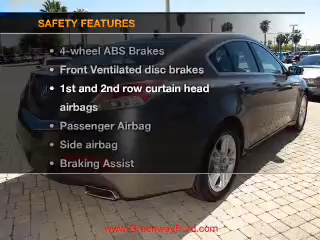 SAFETY FEATURES
• 4-wheel ABS Brakes
• Front Ventilated disc brakes
• 1st and 2nd row curtain head
airbags
• Passenger Airbag
• Side airbag
• Braking Assist
www.GreenwayFord.com